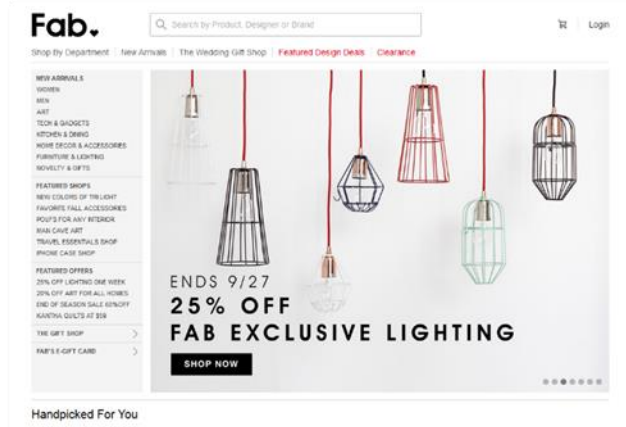 Fab.
Search by Product, Designer or Brand
Login
Shop By Department
New Arrivals
The Wedding Gift Shop
Featured Design Deals
Clearance
NEW ARRIVALS
WOMEN
MEN
ART
TECH & GADGETS
KITCHEN & DINING
HOME DECOR & ACCESSORIES
FURNITURE & LIGHTING
NOVELTY & GIFTS
FEATURED SHOPS
NEW COLORS OF TRILIGHT
FAVORITE FALL ACCESSORIES
POUFS FOR ANY INTERIOR
MAN CAVE ART
TRAVEL ESSENTIALS SHOP
IPHONE CASE SHOP
FEATURED OFFERS
25% OFF LIGHTING ONE WEEK
20% OFF ART FOR ALL HOMES
END OF SEASON SALE 60%OFF
KANTHA QUILTS AT $59
THE GIFT SHOP
FAB'S E-GIFT CARD
ENDS 9/27
25% OFF
FAB EXCLUSIVE LIGHTING
SHOP NOW
Handpicked For You